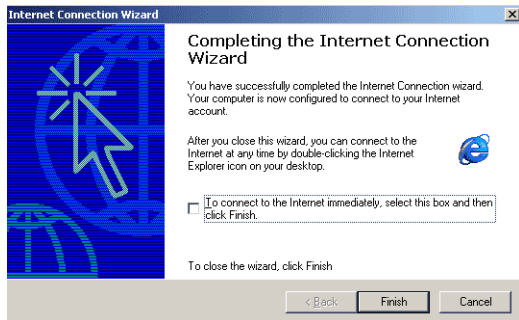 Internet Connection Wizard
Completing the Internet Connection
Wizard
You have successfully completed the Internet Connection wizard.
Your computer is now configured to connect to your Internet
account.
After you close this wizard, you can connect to the
Internet at any time by double-clicking the Internet
Explorer icon on your desktop.
To connect to the Internet immediately, select this box and then
click Finish.
To close the wizard, click Finish
< Back
Finish
Cancel